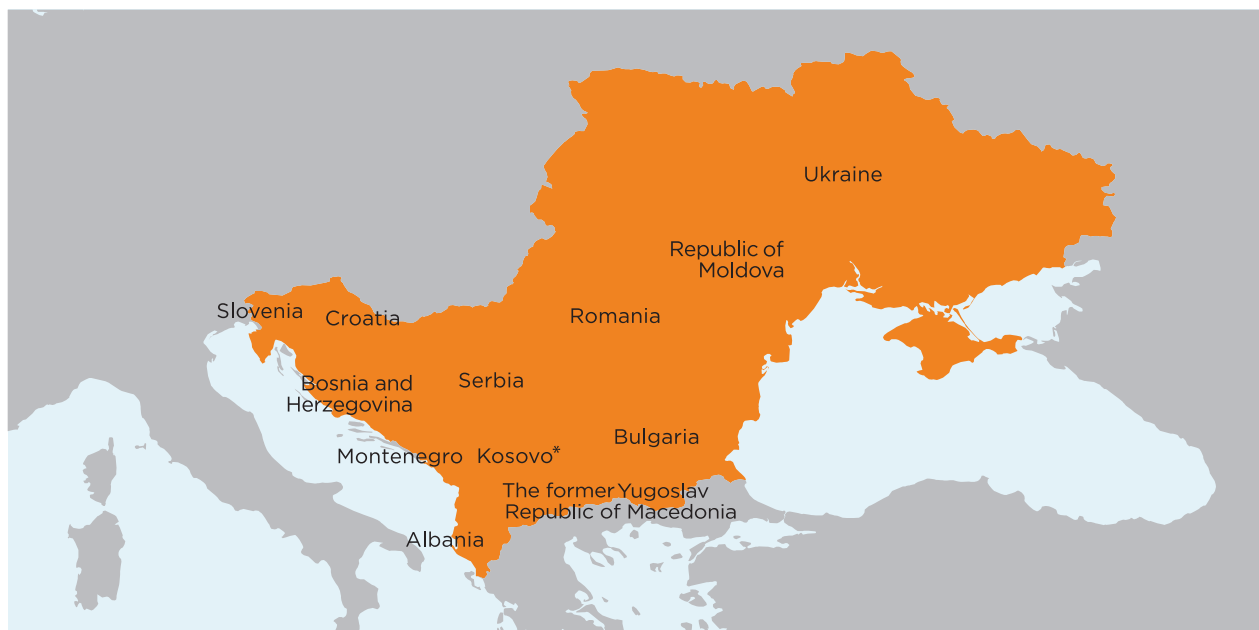 Ukraine
Republic of
Moldova
Slovenia
Croatia
Romania
Bosnia and
Herzegovina
Serbia
Bulgaria
Montenegro
Kosovo*
The former Yugoslav
Republic of Macedonia
Albania